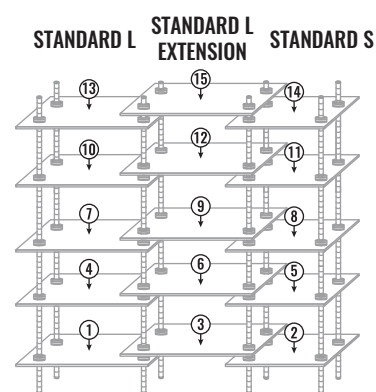 STANDARD L
STANDARD L
EXTENSION
STANDARD S
13 15 14
10 12 11
7 9 8
4 6 5
1 3 2